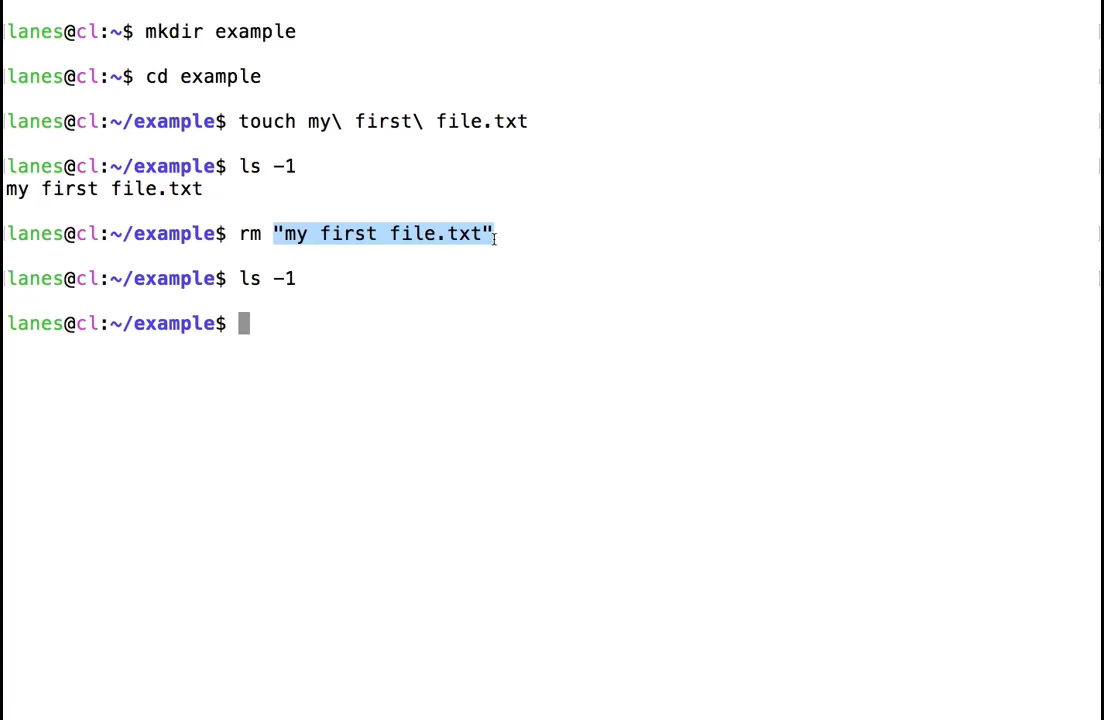 lanes@cl:~$ mkdir example
lanes@cl:~$ cd example
lanes@cl:~/example$ touch my\ first\ file.txt
lanes@cl:~/example$ ls -1
my first file.txt
lanes@cl:~/example$ rm "my first file.txt"
lanes@cl:~/example$ ls -1
lanes@cl:~/example$